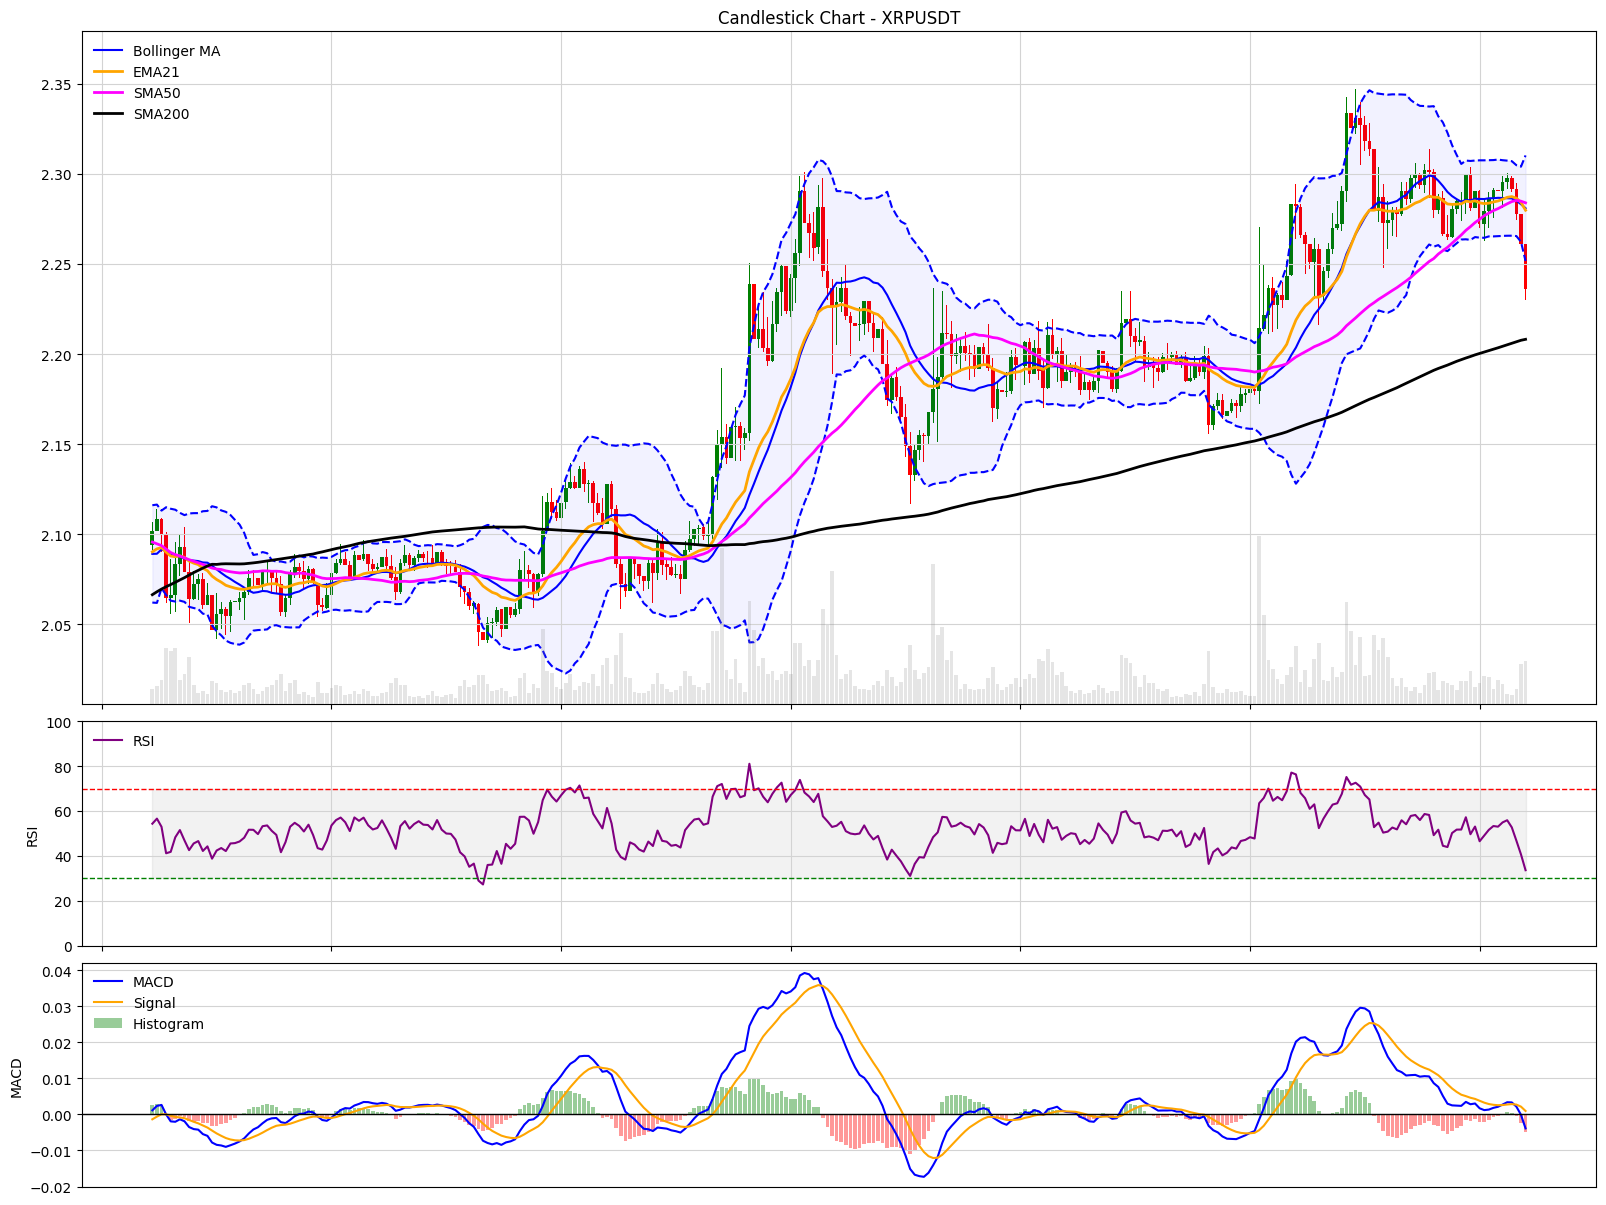 Candlestick Chart - XRPUSDT
Bollinger MA
EMA21
SMA50
SMA200
2.35
2.30
2.25
2.20
2.15
2.10
2.05
RSI
RSI
100
80
60
40
20
0
MACD
Signal
Histogram
MACD
0.04
0.03
0.02
0.01
0.00
−0.01
−0.02